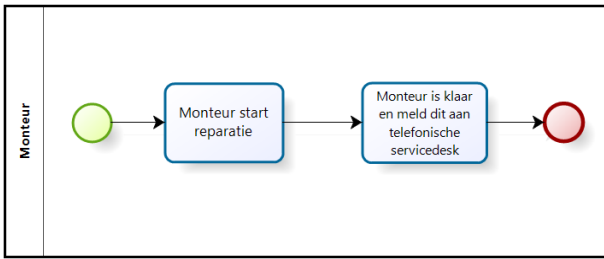 Monteur
Monteur start
reparatie
Monteur is klaar
en meld dit aan
telefonische
servicedesk